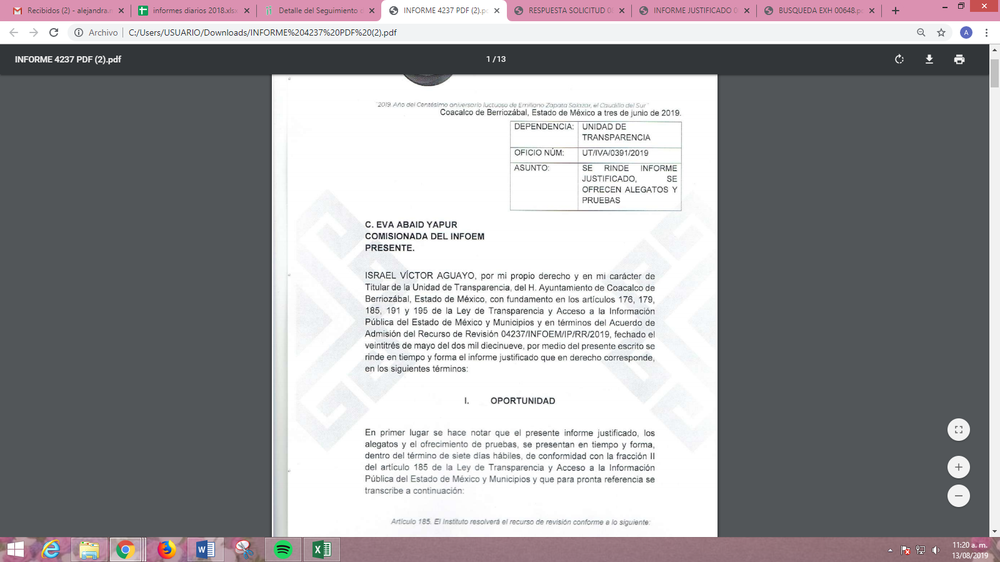 Recibidos (2) - alejandra.
informes diarios 2018.xlsx
Detalle del Seguimiento
INFORME 4237 PDF (2).pd
RESPUESTA SOLICITUD
INFORME JUSTIFICADO
BUSQUEDA EXH 00648.pd
Archivo
C:/Users/USUARIO/Downloads/INFORME%204237%20PDF%20(2).pdf
A
INFORME 4237 PDF (2).pdf
1 / 13
"2019. Año del Centésimo aniversario luctuoso de Emiliano Zapata Salazar, el Caudillo del Sur"
Coacalco de Berriozábal, Estado de México a tres de junio de 2019.
DEPENDENCIA: UNIDAD DE
TRANSPARENCIA
OFICIO NÚM: UT/IVA/0391/2019
ASUNTO: SE RINDE INFORME
JUSTIFICADO, SE
OFRECEN ALEGATOS Y
PRUEBAS
C. EVA ABAID YAPUR
COMISIONADA DEL INFOEM
PRESENTE.
ISRAEL VÍCTOR AGUAYO, por mi propio derecho y en mi carácter de
Titular de la Unidad de Transparencia, del H. Ayuntamiento de Coacalco de
Berriozábal, Estado de México, con fundamento en los artículos 176, 179,
185, 191 y 195 de la Ley de Transparencia y Acceso a la Información
Pública del Estado de México y Municipios y en términos del Acuerdo de
Admisión del Recurso de Revisión 04237/INFOEM/IP/RR/2019, fechado el
veintitrés de mayo del dos mil diecinueve, por medio del presente escrito se
rinde en tiempo y forma el informe justificado que en derecho corresponde,
en los siguientes términos:
I. OPORTUNIDAD
En primer lugar se hace notar que el presente informe justificado, los
alegatos y el ofrecimiento de pruebas, se presentan en tiempo y forma,
dentro del término de siete días hábiles, de conformidad con la fracción II
del artículo 185 de la Ley de Transparencia y Acceso a la Información
Pública del Estado de México y Municipios y que para pronta referencia se
transcribe a continuación:
Artículo 185. El Instituto resolverá el recurso de revisión conforme a lo siguiente:
11:20 a. m.
13/08/2019